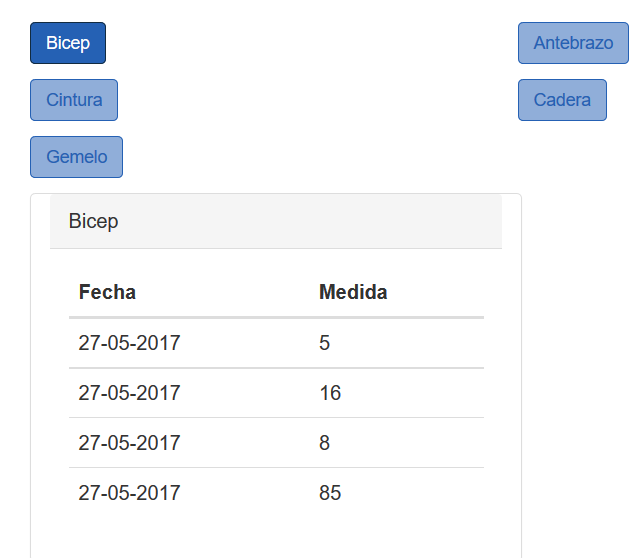 Bicep Antebrazo
Cintura Cadera
Gemelo
Bicep
Fecha Medida
27-05-2017 5
27-05-2017 16
27-05-2017 8
27-05-2017 85